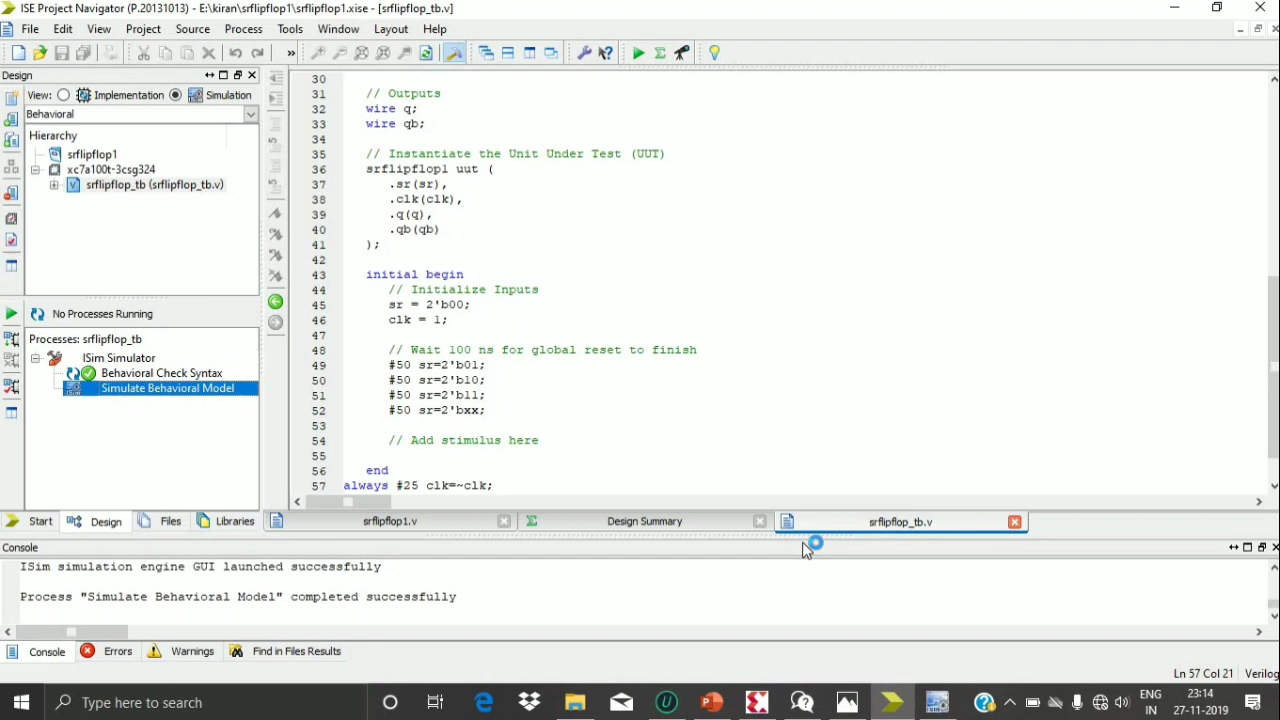 ISE Project Navigator (P.20131013) - E:\kiran\srflipflop1\srflipflop1.xise - [srflipflop_tb.v]
File Edit View Project Source Process Tools Window Layout Help
Design
View: Implementation Simulation
Behavioral
Hierarchy
srflipflop1
xc7a100t-3csg324
srflipflop_tb (srflipflop_tb.v)
No Processes Running
Processes: srflipflop_tb
ISim Simulator
Behavioral Check Syntax
Simulate Behavioral Model
30
31 // Outputs
32 wire q;
33 wire qb;
34
35 // Instantiate the Unit Under Test (UUT)
36 srflipflop1 uut (
37 .sr(sr),
38 .clk(clk),
39 .q(q),
40 .qb(qb)
41 );
42
43 initial begin
44 // Initialize Inputs
45 sr = 2'b00;
46 clk = 1;
47
48 // Wait 100 ns for global reset to finish
49 #50 sr=2'b01;
50 #50 sr=2'b10;
51 #50 sr=2'b11;
52 #50 sr=2'bxx;
53
54 // Add stimulus here
55
56 end
57 always #25 clk=~clk;
Start Design Files Libraries
srflipflop1.v Design Summary srflipflop_tb.v
Console
ISim simulation engine GUI launched successfully
Process "Simulate Behavioral Model" completed successfully
Console Errors Warnings Find in Files Results
Ln 57 Col 21 Verilog
Type here to search
ENG
IN
23:14
27-11-2019